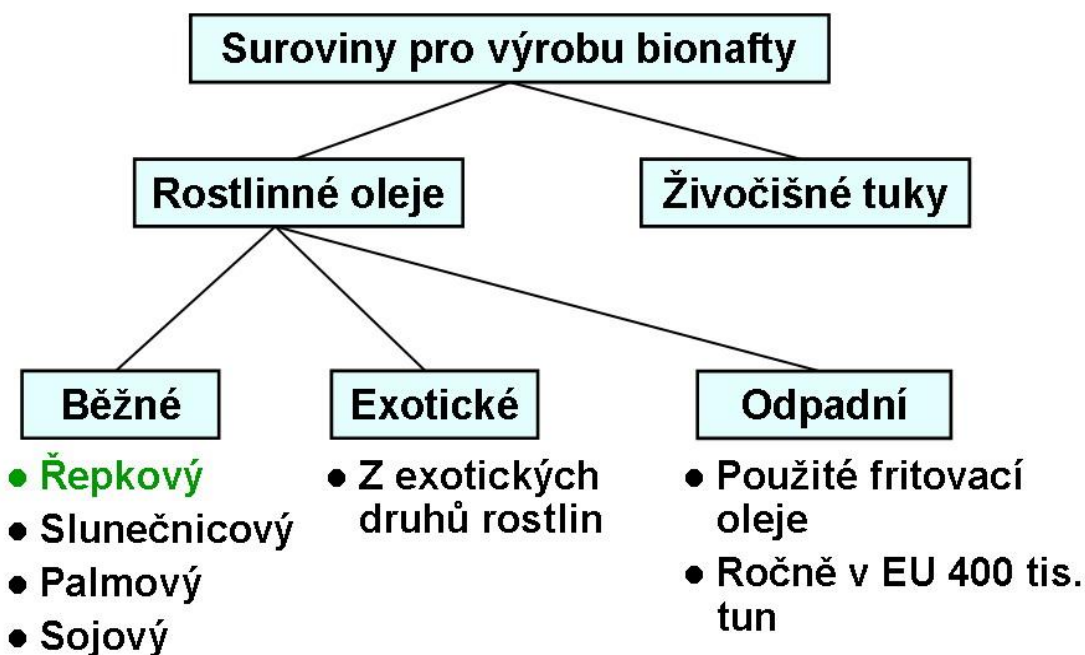 Suroviny pro výrobu bionafty
Rostlinné oleje
Živočišné tuky
Běžné
● Řepkový
● Slunečnicový
● Palmový
● Sojový
Exotické
● Z exotických
druhů rostlin
Odpadní
● Použité fritovací
oleje
● Ročně v EU 400 tis.
tun